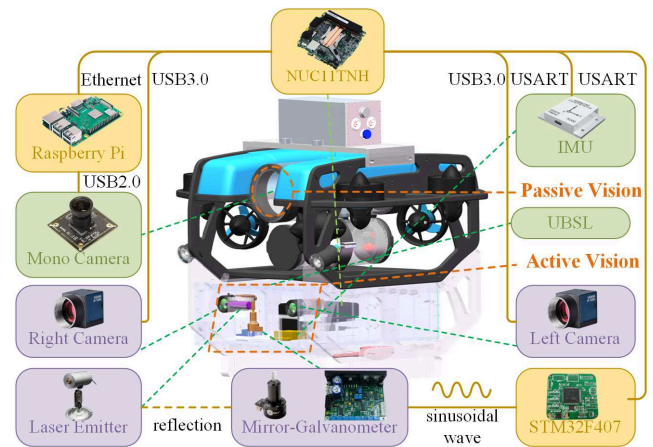 NUC11TNH
Ethernet
USB3.0
USB3.0
USART
USART
Raspberry Pi
IMU
USB2.0
Passive Vision
Mono Camera
UBSL
Active Vision
Right Camera
Left Camera
Laser Emitter
reflection
Mirror-Galvanometer
sinusoidal
wave
STM32F407